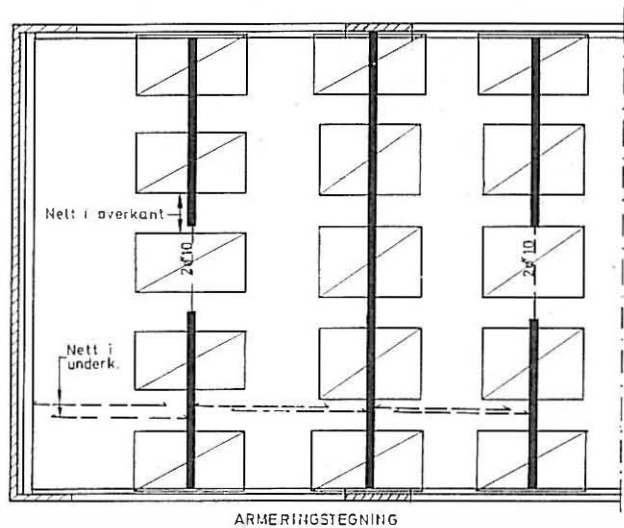 Nett i overkant
2ø10
2ø10
Nett i
underk.
ARMERINGSTEGNING